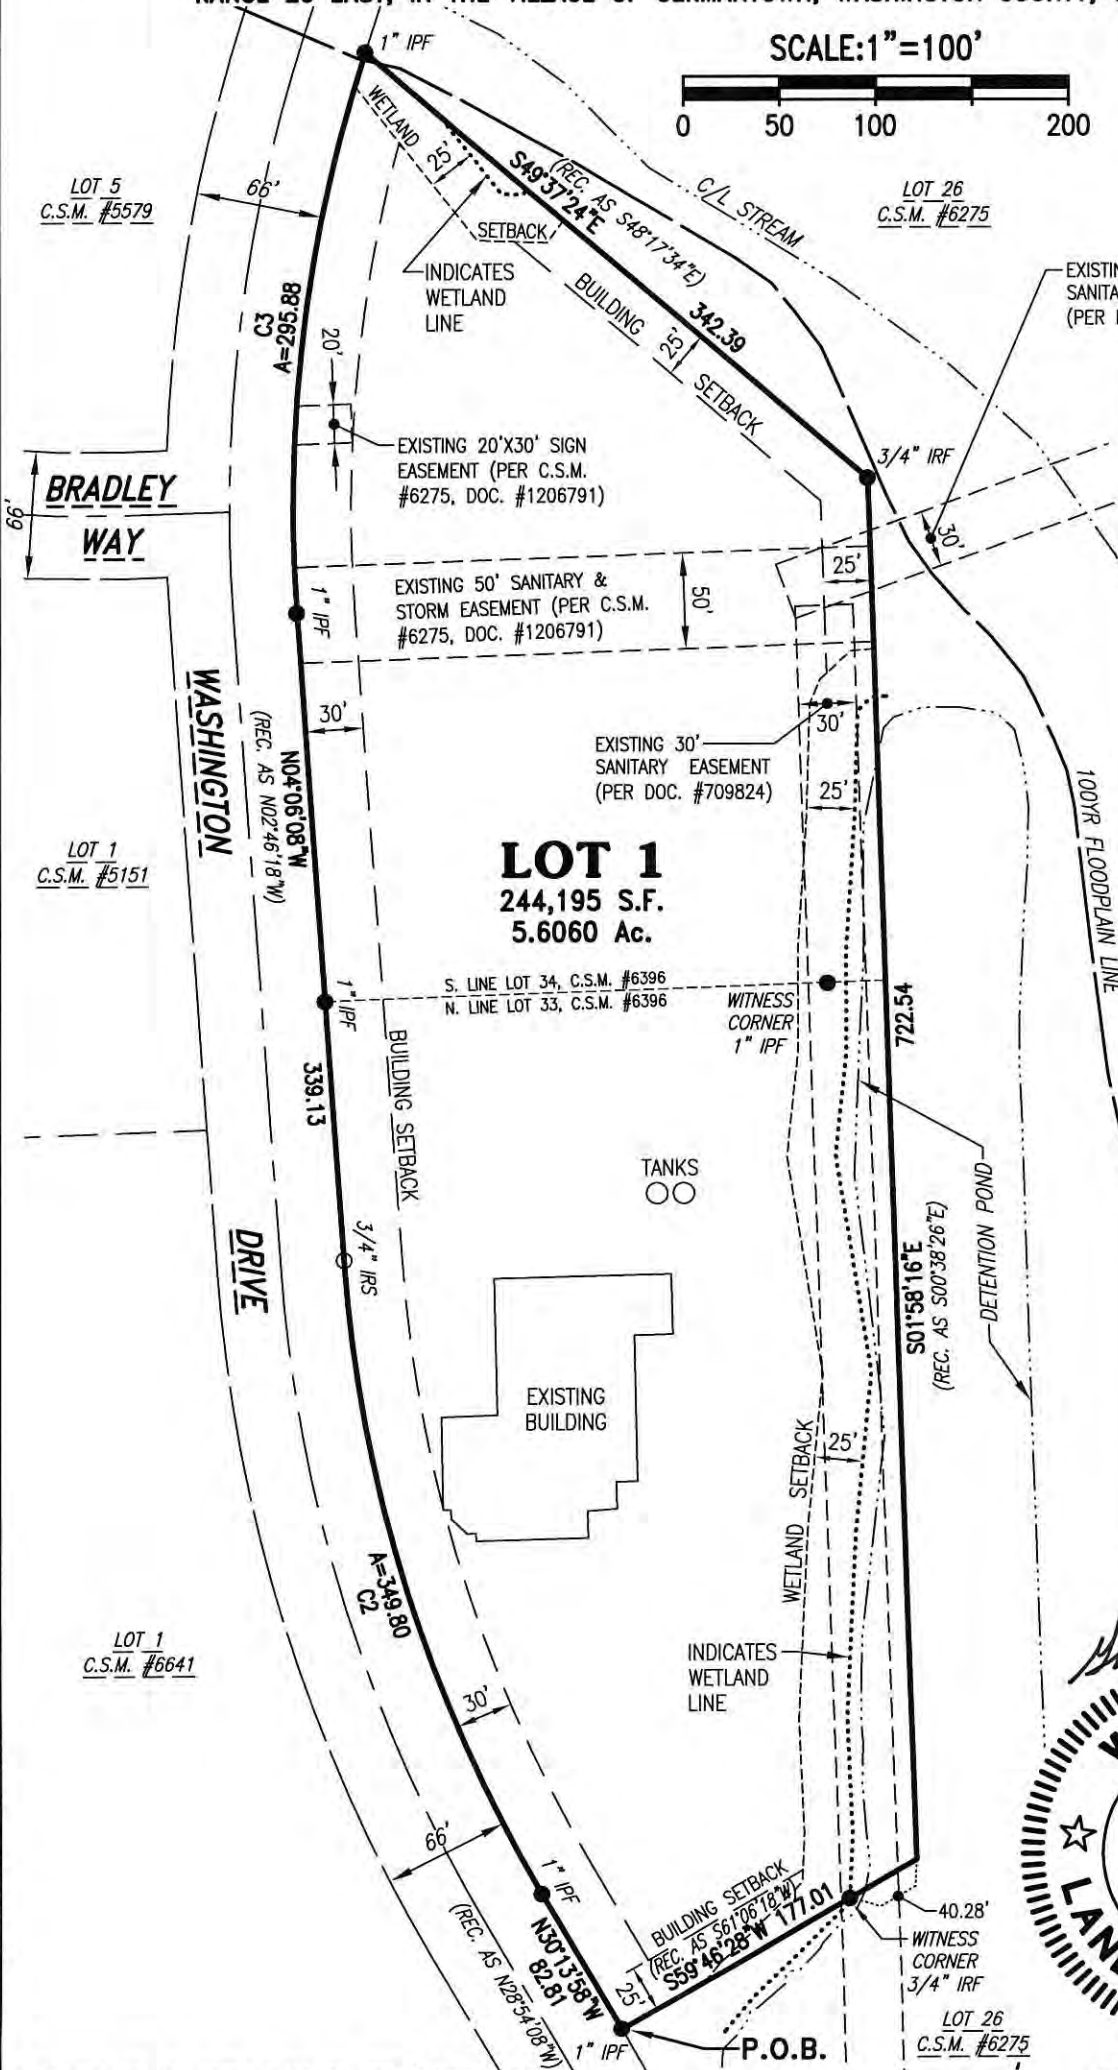 SCALE:1"=100'
0 50 100 200
1" IPF
LOT 5
C.S.M. #5579
66'
WETLAND
25'
SETBACK
S49°37'24"E
(REC. AS S48°17'34"E)
342.39
C/L STREAM
LOT 26
C.S.M. #6275
INDICATES
WETLAND
LINE
BUILDING SETBACK
25'
C3
A=295.88
20'
EXISTING 20'X30' SIGN
EASEMENT (PER C.S.M.
#6275, DOC. #1206791)
3/4" IRF
30'
BRADLEY
WAY
66'
EXISTING 50' SANITARY &
STORM EASEMENT (PER C.S.M.
#6275, DOC. #1206791)
50'
25'
1" IPF
30'
WASHINGTON
N04°06'08"W
(REC. AS N02°46'18"W)
EXISTING 30'
SANITARY EASEMENT
(PER DOC. #709824)
30'
25'
100YR FLOODPLAIN LINE
LOT 1
C.S.M. #5151
LOT 1
244,195 S.F.
5.6060 Ac.
S. LINE LOT 34, C.S.M. #6396
N. LINE LOT 33, C.S.M. #6396
WITNESS
CORNER
1" IPF
1" IPF
722.54
339.13
BUILDING SETBACK
TANKS
DETENTION POND
S01°58'16"E
(REC. AS S00°38'26"E)
DRIVE
3/4" IRS
EXISTING
BUILDING
WETLAND SETBACK
25'
A=349.80
C2
LOT 1
C.S.M. #6641
INDICATES
WETLAND
LINE
30'
66'
1" IPF
N30°13'58"W
82.81
(REC. AS N28°54'08"W)
BUILDING SETBACK
(REC. AS S61°06'18"W)
S59°46'28"W 177.01
25'
40.28'
WITNESS
CORNER
3/4" IRF
LOT 26
C.S.M. #6275
1" IPF
P.O.B.